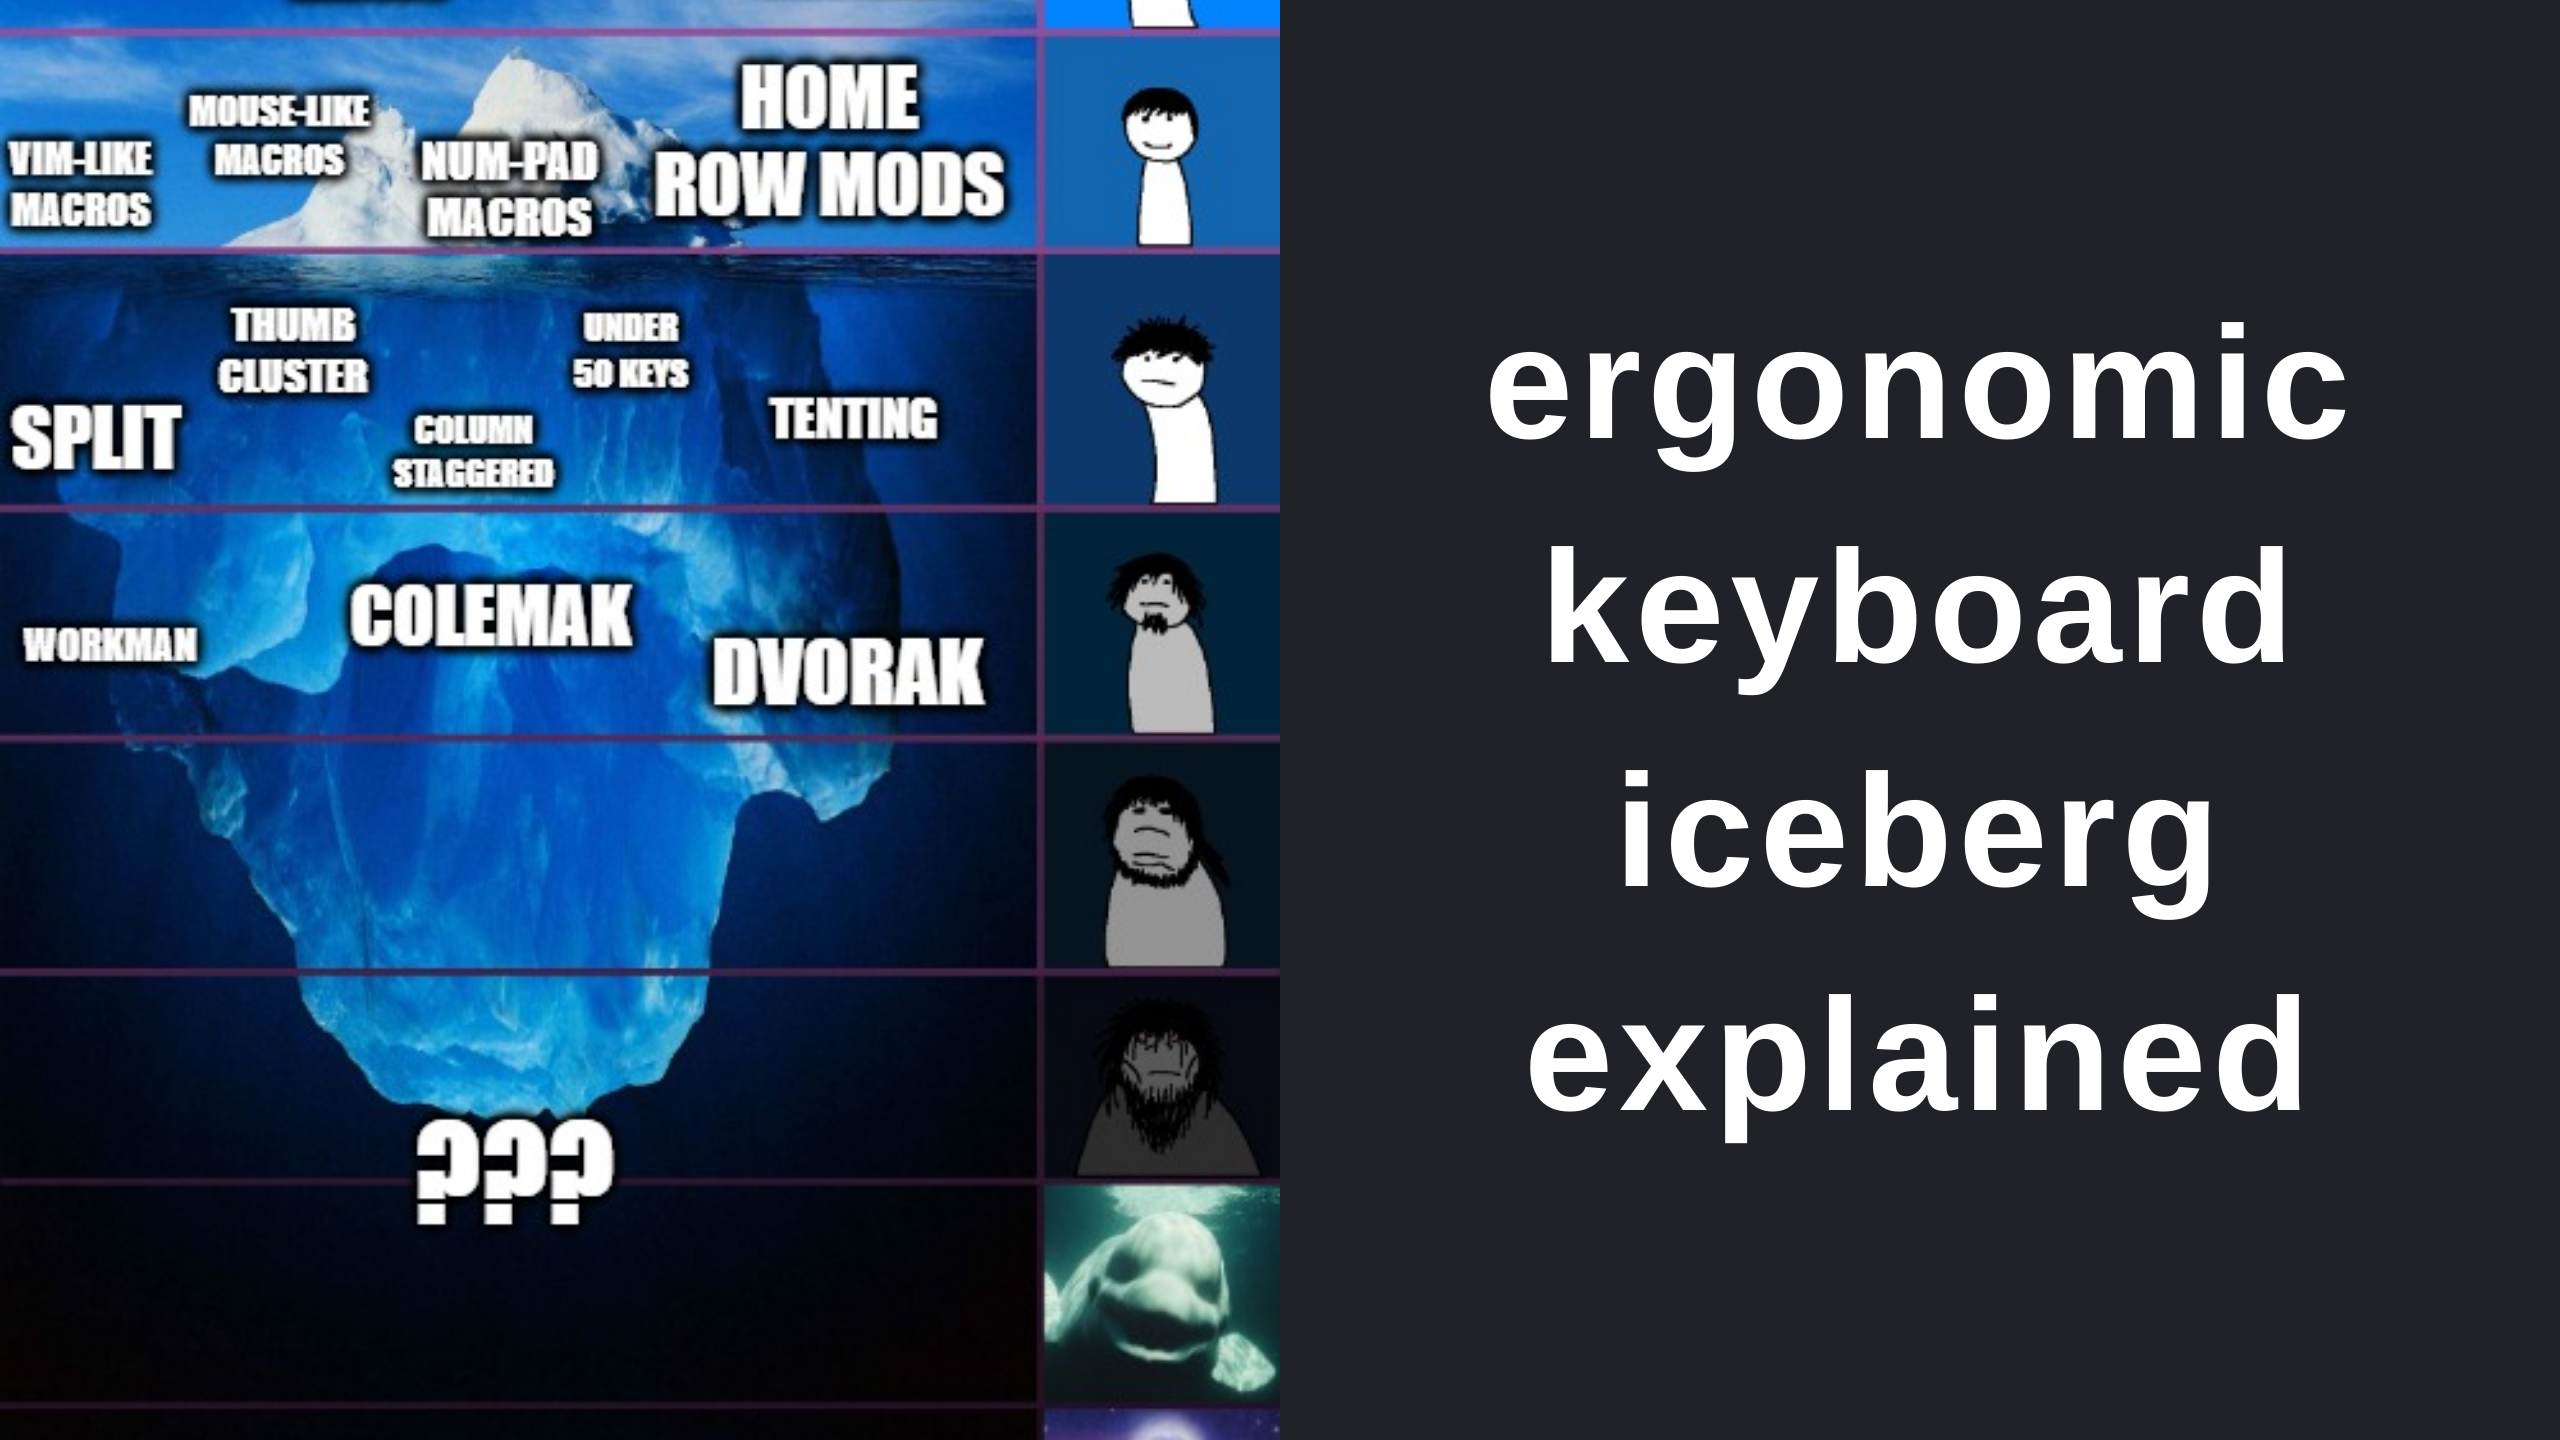 MOUSE-LIKE
MACROS
VIM-LIKE
MACROS
NUM-PAD
MACROS
HOME
ROW MODS
THUMB
CLUSTER
UNDER
50 KEYS
SPLIT
COLUMN
STAGGERED
TENTING
WORKMAN
COLEMAK
DVORAK
???
ergonomic
keyboard
iceberg
explained